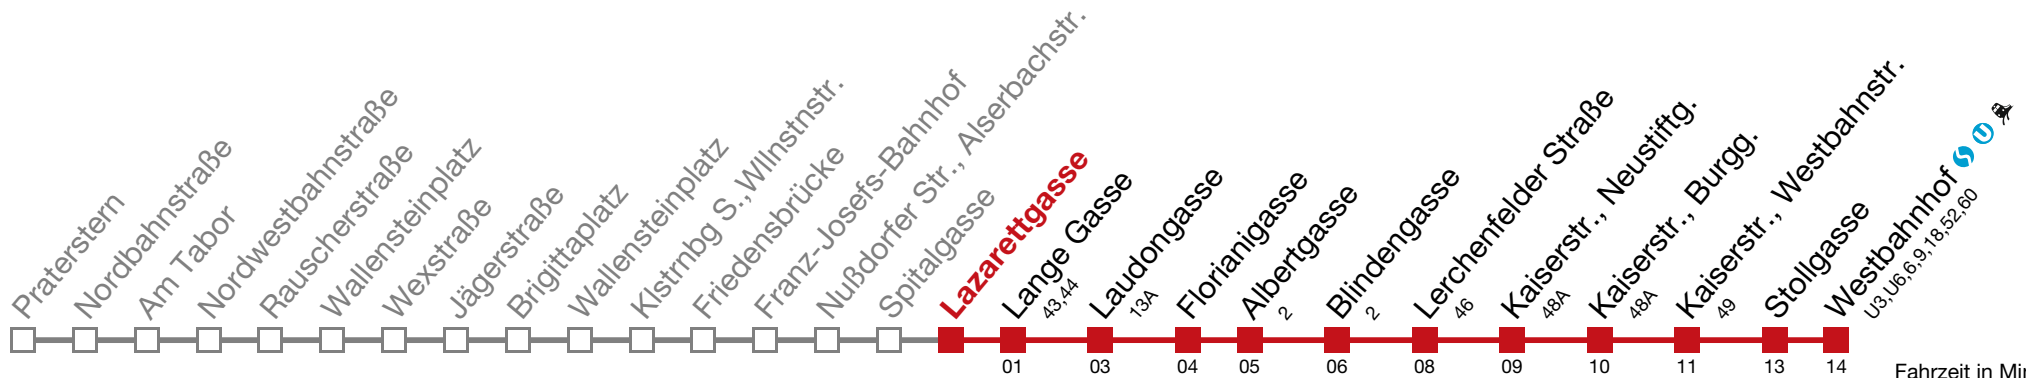 Praterstern
Nordbahnstraße
Am Tabor
Nordwestbahnstraße
Rauscherstraße
Wallensteinplatz
Wexstraße
Jägerstraße
Brigittaplatz
Wallensteinplatz
Klstrnbg S., Wllnstnstr.
Friedensbrücke
Franz-Josefs-Bahnhof
Nußdorfer Str., Alserbachstr.
Spitalgasse
Lazarettgasse
Lange Gasse
43,44
Laudongasse
13A
Florianigasse
Albertgasse
2
Blindengasse
2
Lerchenfelder Straße
46
Kaiserstr., Neustiftg.
48A
Kaiserstr., Burgg.
48A
Kaiserstr., Westbahnstr.
49
Stollgasse
Westbahnhof S U
U3,U6,6,9,18,52,60
01 03 04 05 06 08 09 10 11 13 14
Fahrzeit in Min